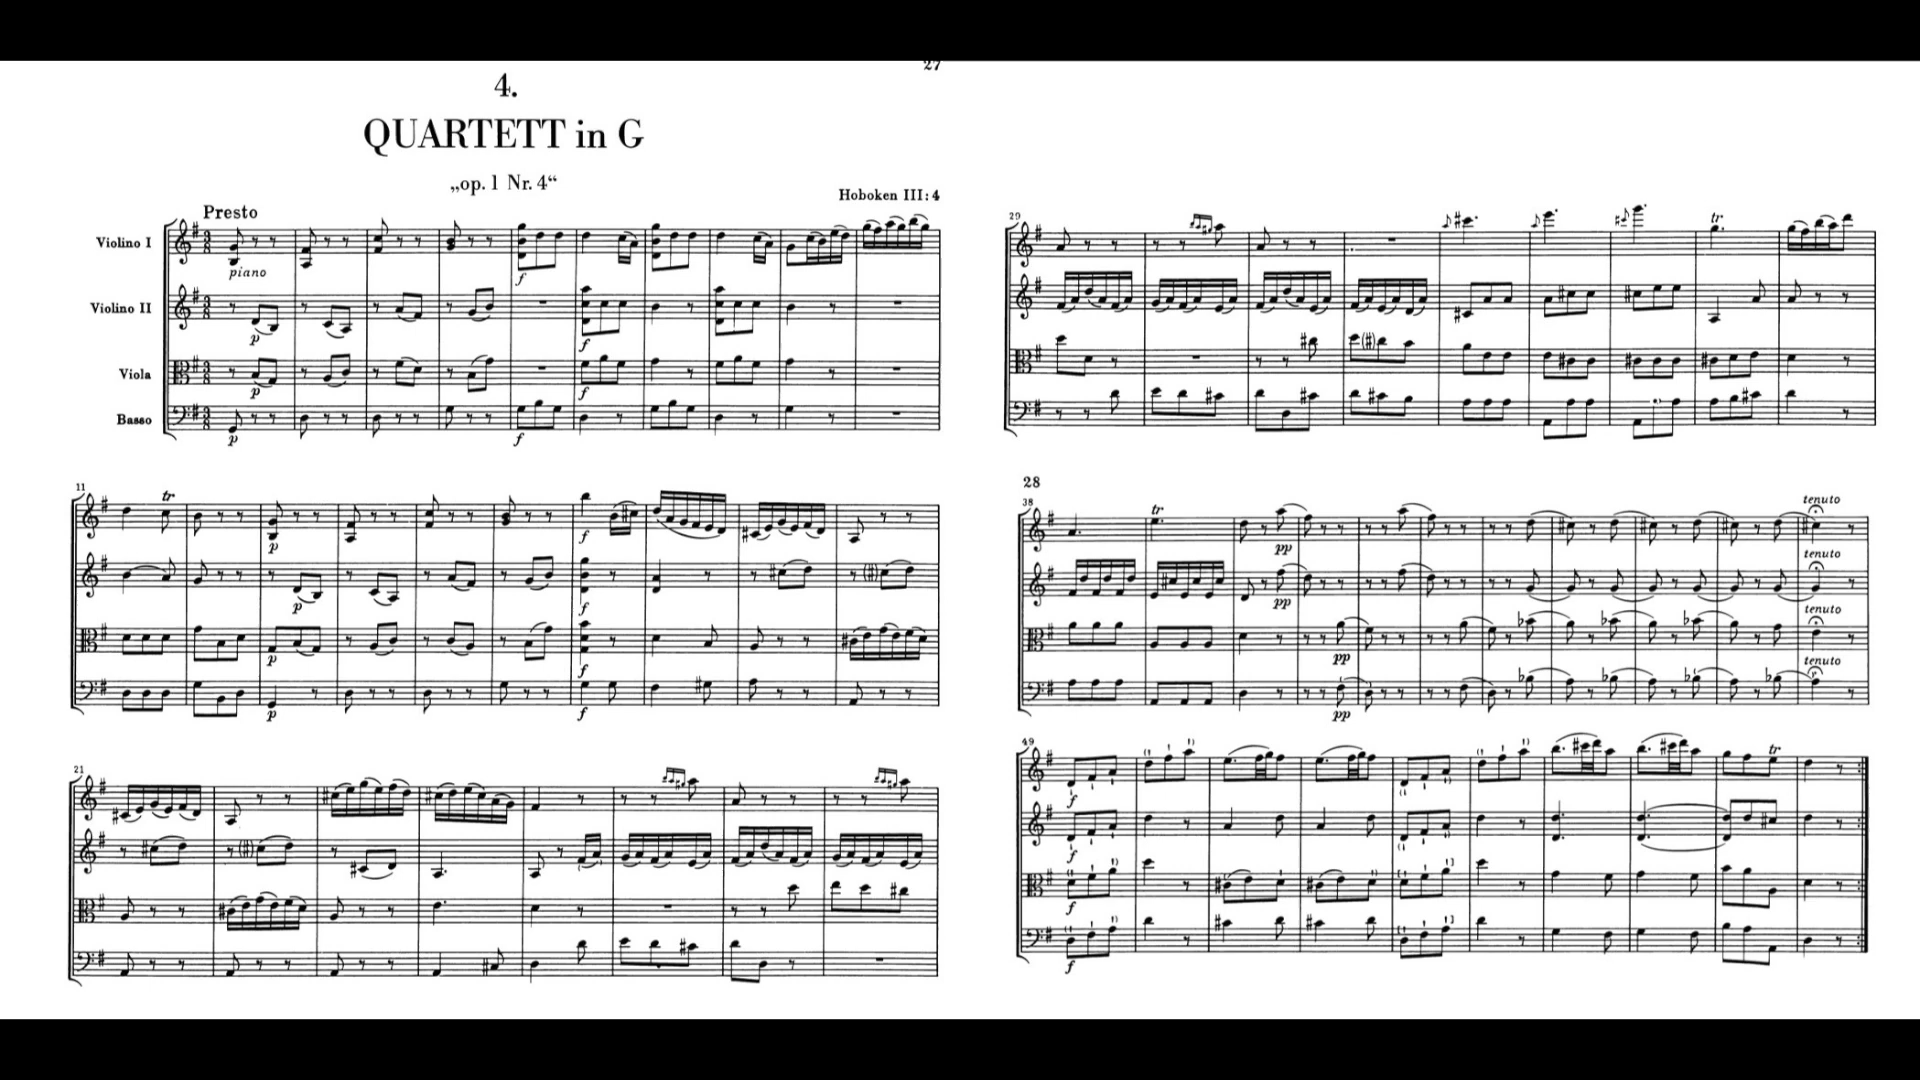 27
4.
QUARTETT in G
„op. 1 Nr. 4“
Hoboken III: 4
Presto
Violino I
piano
Violino II
p
Viola
p
Basso
p
f
f
f
f
11
tr
p
p
p
p
f
f
f
f
21
f
29
tr
28
38
tr
tenuto
pp
tenuto
pp
tenuto
pp
tenuto
pp
49
tr
f
f
f
f